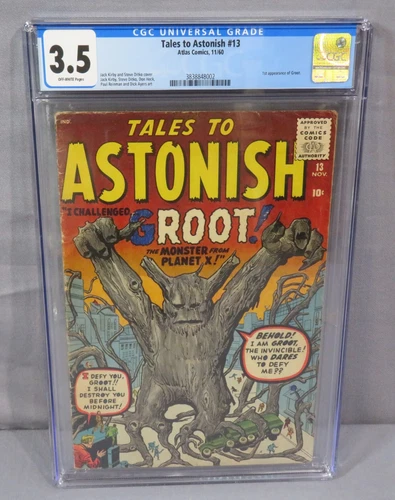 CGC UNIVERSAL GRADE
3.5
OFF-WHITE Pages
Tales to Astonish #13
Atlas Comics, 11/60
Jack Kirby and Steve Ditko cover
Jack Kirby, Steve Ditko, Don Heck,
Paul Reinman and Dick Ayers art
1st appearance of Groot.
3838848002
CGC
IND.
APPROVED
BY THE
COMICS
CODE
AUTHORITY
TALES TO
ASTONISH
13
NOV.
10¢
"I CHALLENGED,
GROOT!
THE MONSTER FROM
PLANET X!"
BEHOLD!
I AM GROOT,
THE INVINCIBLE!
WHO DARES
TO DEFY
ME??
I DEFY YOU,
GROOT!!
I SHALL
DESTROY YOU
BEFORE
MIDNIGHT!